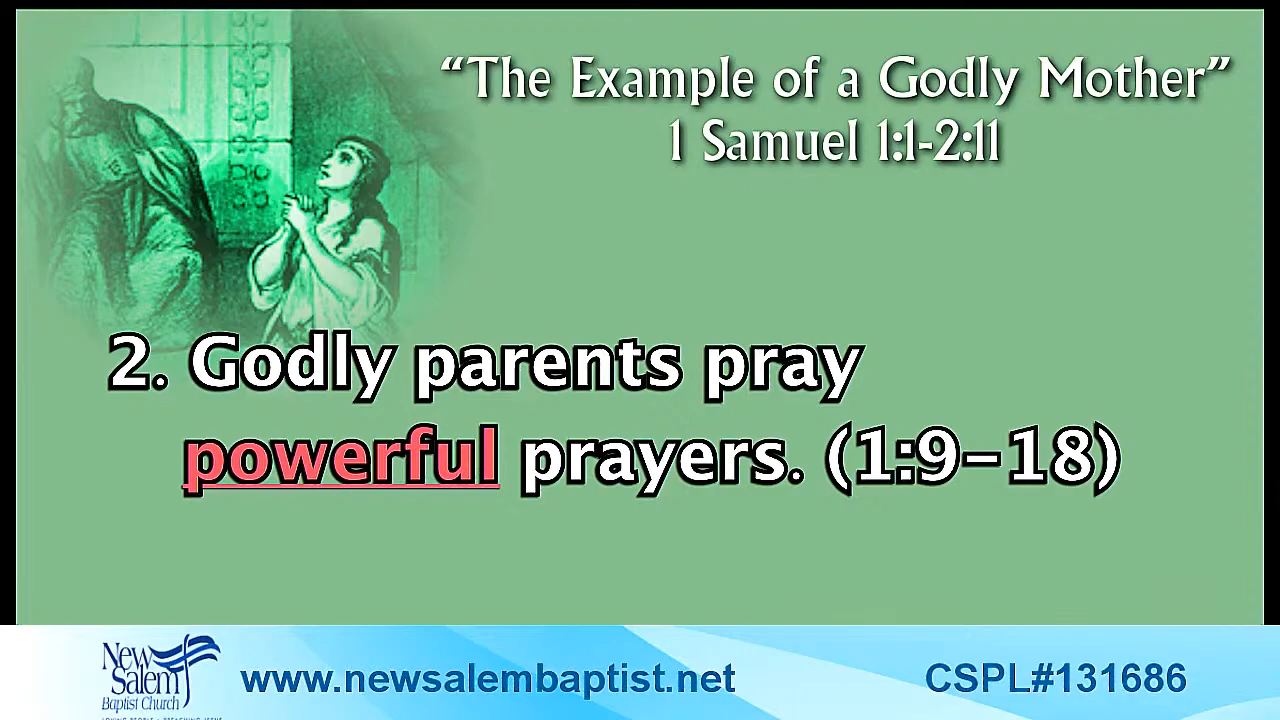 “The Example of a Godly Mother”
1 Samuel 1:1-2:11
2. Godly parents pray
powerful prayers. (1:9–18)
New
Salem
Baptist Church
www.newsalembaptist.net
CSPL#131686